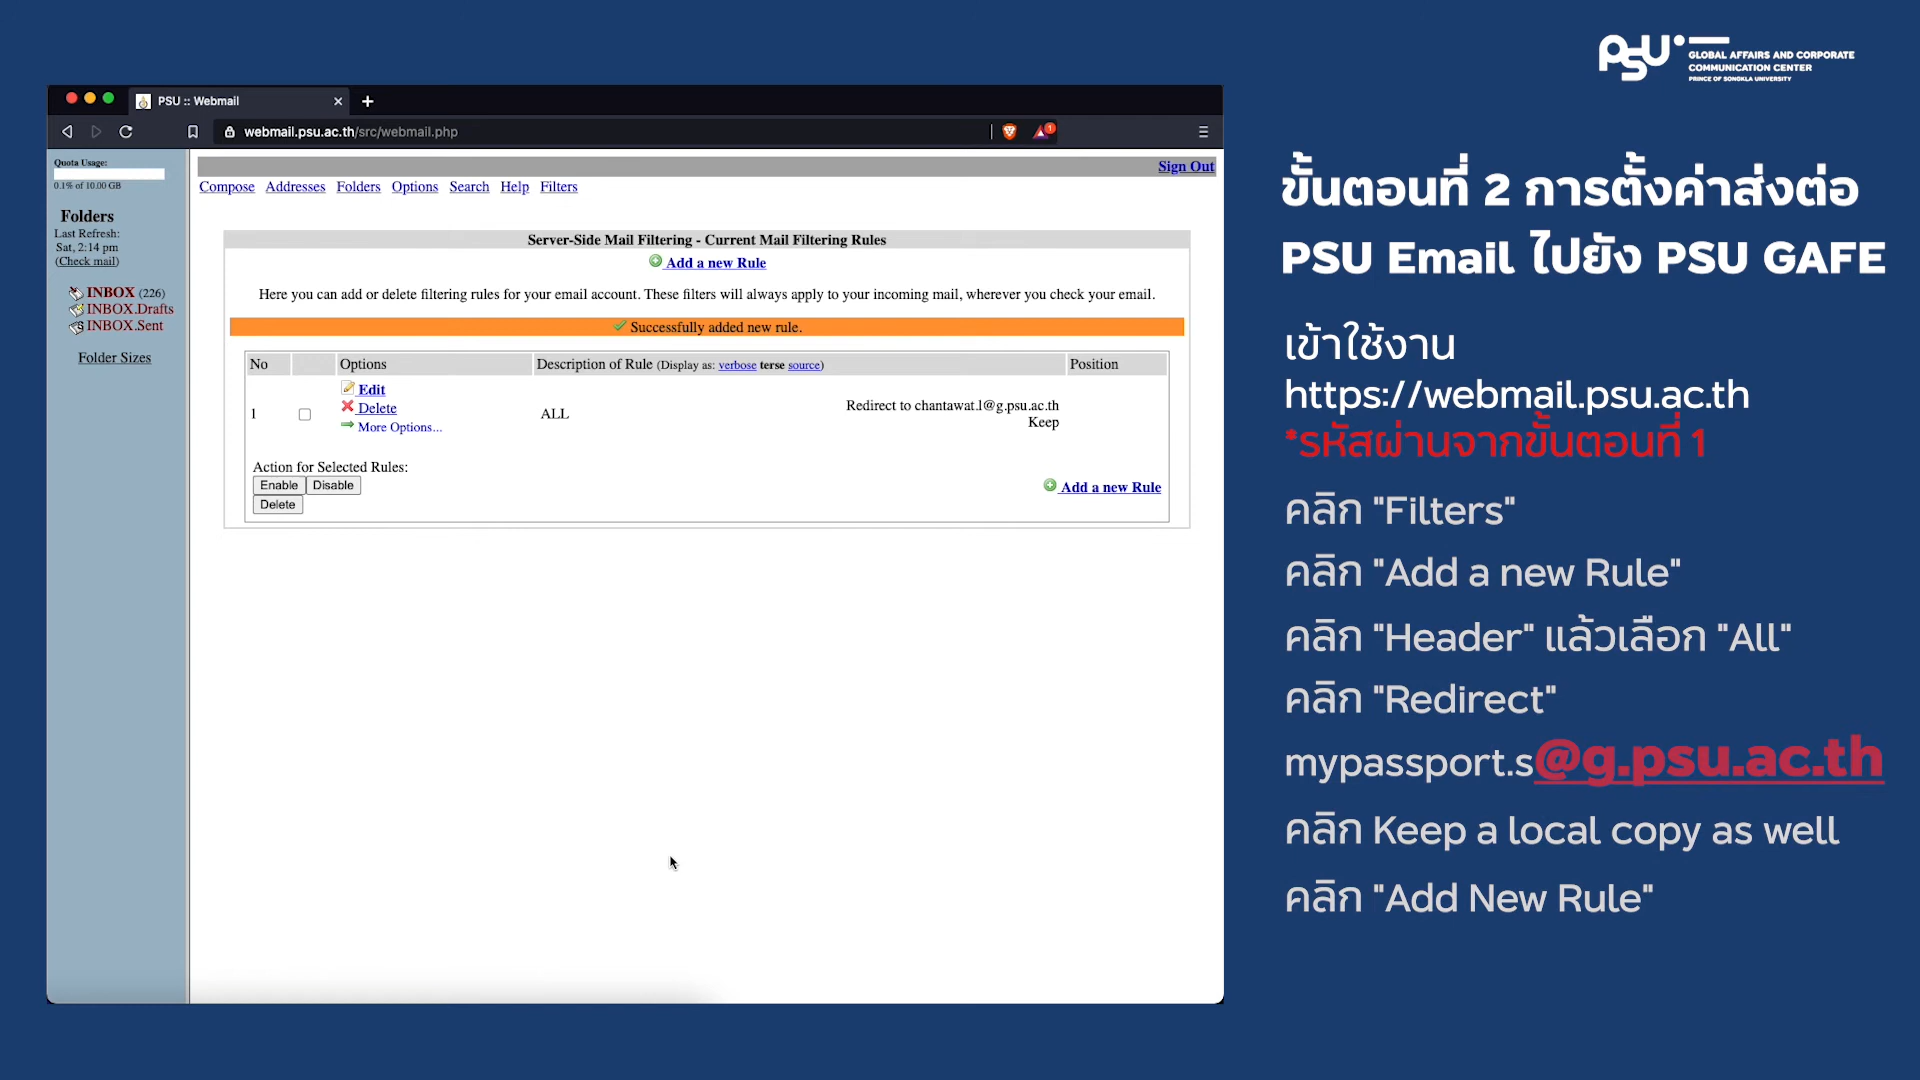 PSU GLOBAL AFFAIRS AND CORPORATE
COMMUNICATION CENTER
PRINCE OF SONGKLA UNIVERSITY
PSU :: Webmail
webmail.psu.ac.th/src/webmail.php
1
Quota Usage:
0.1% of 10.00 GB
Folders
Last Refresh:
Sat, 2:14 pm
(Check mail)
INBOX (226)
INBOX.Drafts
INBOX.Sent
Folder Sizes
Sign Out
Compose Addresses Folders Options Search Help Filters
Server-Side Mail Filtering - Current Mail Filtering Rules
Add a new Rule
Here you can add or delete filtering rules for your email account. These filters will always apply to your incoming mail, wherever you check your email.
Successfully added new rule.
No Options Description of Rule (Display as: verbose terse source) Position
Edit
Delete
More Options...
1
ALL
Redirect to chantawat.l@g.psu.ac.th
Keep
Action for Selected Rules:
Enable Disable
Delete
Add a new Rule
ขั้นตอนที่ 2 การตั้งค่าส่งต่อ
PSU Email ไปยัง PSU GAFE
เข้าใช้งาน
https://webmail.psu.ac.th
*รหัสผ่านจากขั้นตอนที่ 1
คลิก "Filters"
คลิก "Add a new Rule"
คลิก "Header" แล้วเลือก "All"
คลิก "Redirect"
mypassport.s@g.psu.ac.th
คลิก Keep a local copy as well
คลิก "Add New Rule"